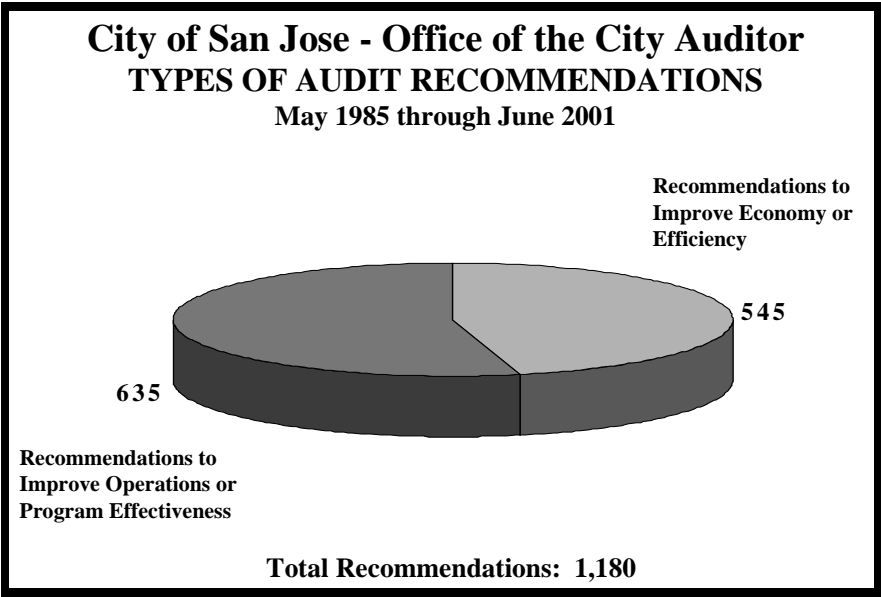 City of San Jose - Office of the City Auditor
TYPES OF AUDIT RECOMMENDATIONS
May 1985 through June 2001
Recommendations to
Improve Economy or
Efficiency
545
635
Recommendations to
Improve Operations or
Program Effectiveness
Total Recommendations: 1,180